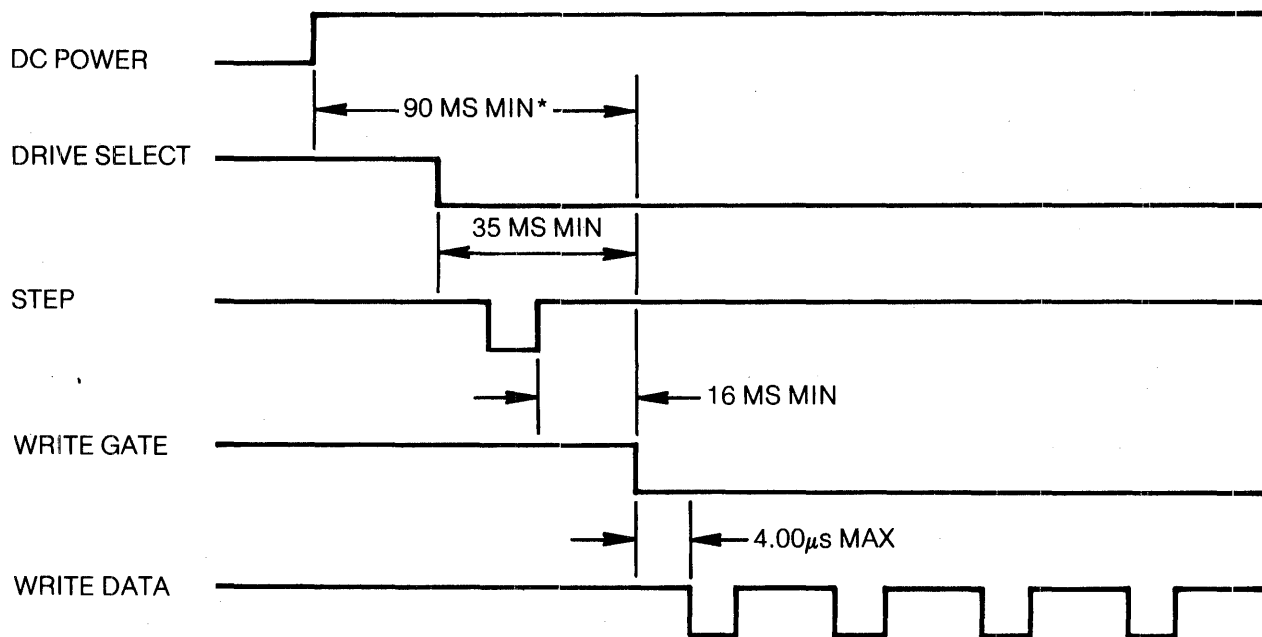 DC POWER
90 MS MIN*
DRIVE SELECT
35 MS MIN
STEP
16 MS MIN
WRITE GATE
4.00μs MAX
WRITE DATA